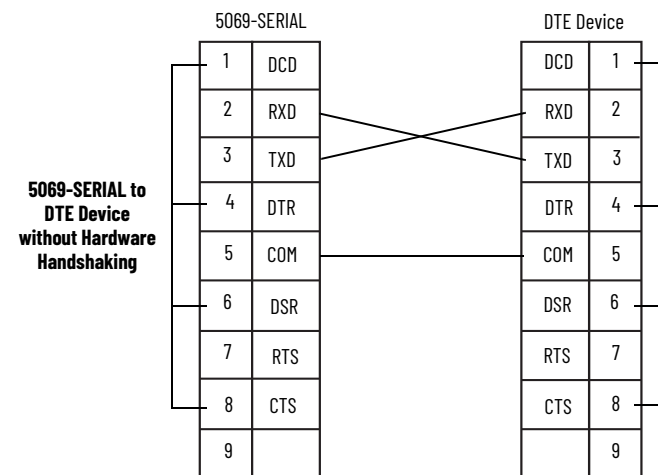 5069-SERIAL DTE Device
1 DCD DCD 1
2 RXD RXD 2
3 TXD TXD 3
5069-SERIAL to
DTE Device
without Hardware
Handshaking
4 DTR DTR 4
5 COM COM 5
6 DSR DSR 6
7 RTS RTS 7
8 CTS CTS 8
9 9